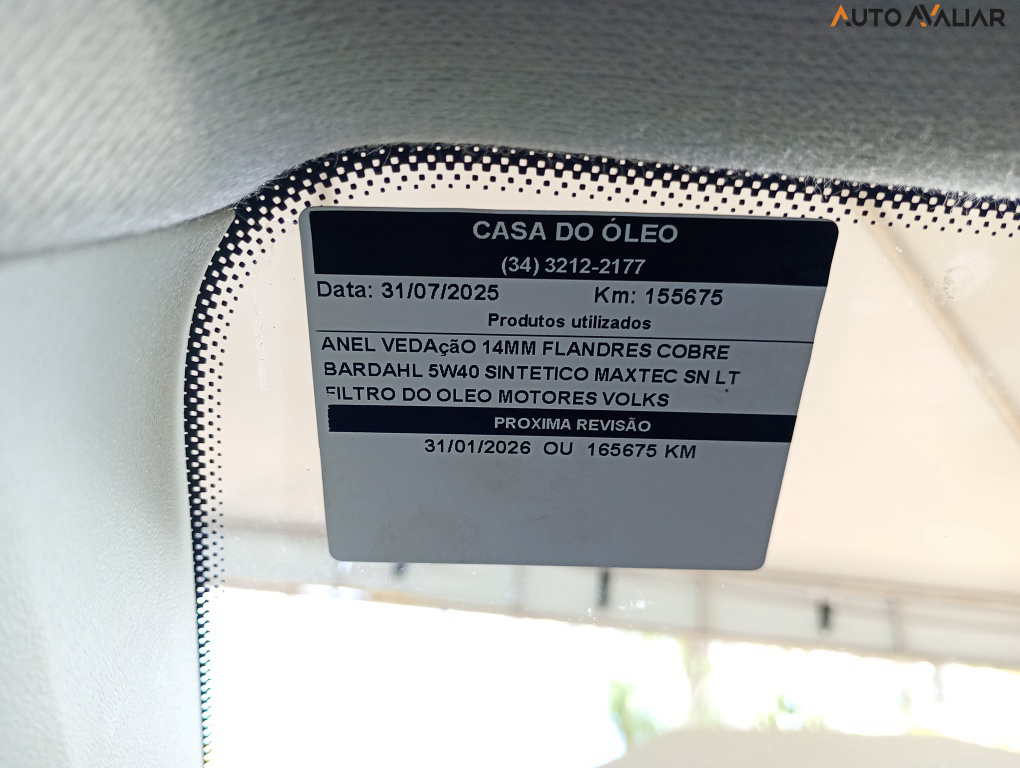 AUTO AVALIAR
CASA DO ÓLEO
(34) 3212-2177
Data: 31/07/2025 Km: 155675
Produtos utilizados
ANEL VEDAçãO 14MM FLANDRES COBRE
BARDAHL 5W40 SINTETICO MAXTEC SN LT
FILTRO DO OLEO MOTORES VOLKS
PROXIMA REVISÃO
31/01/2026 OU 165675 KM